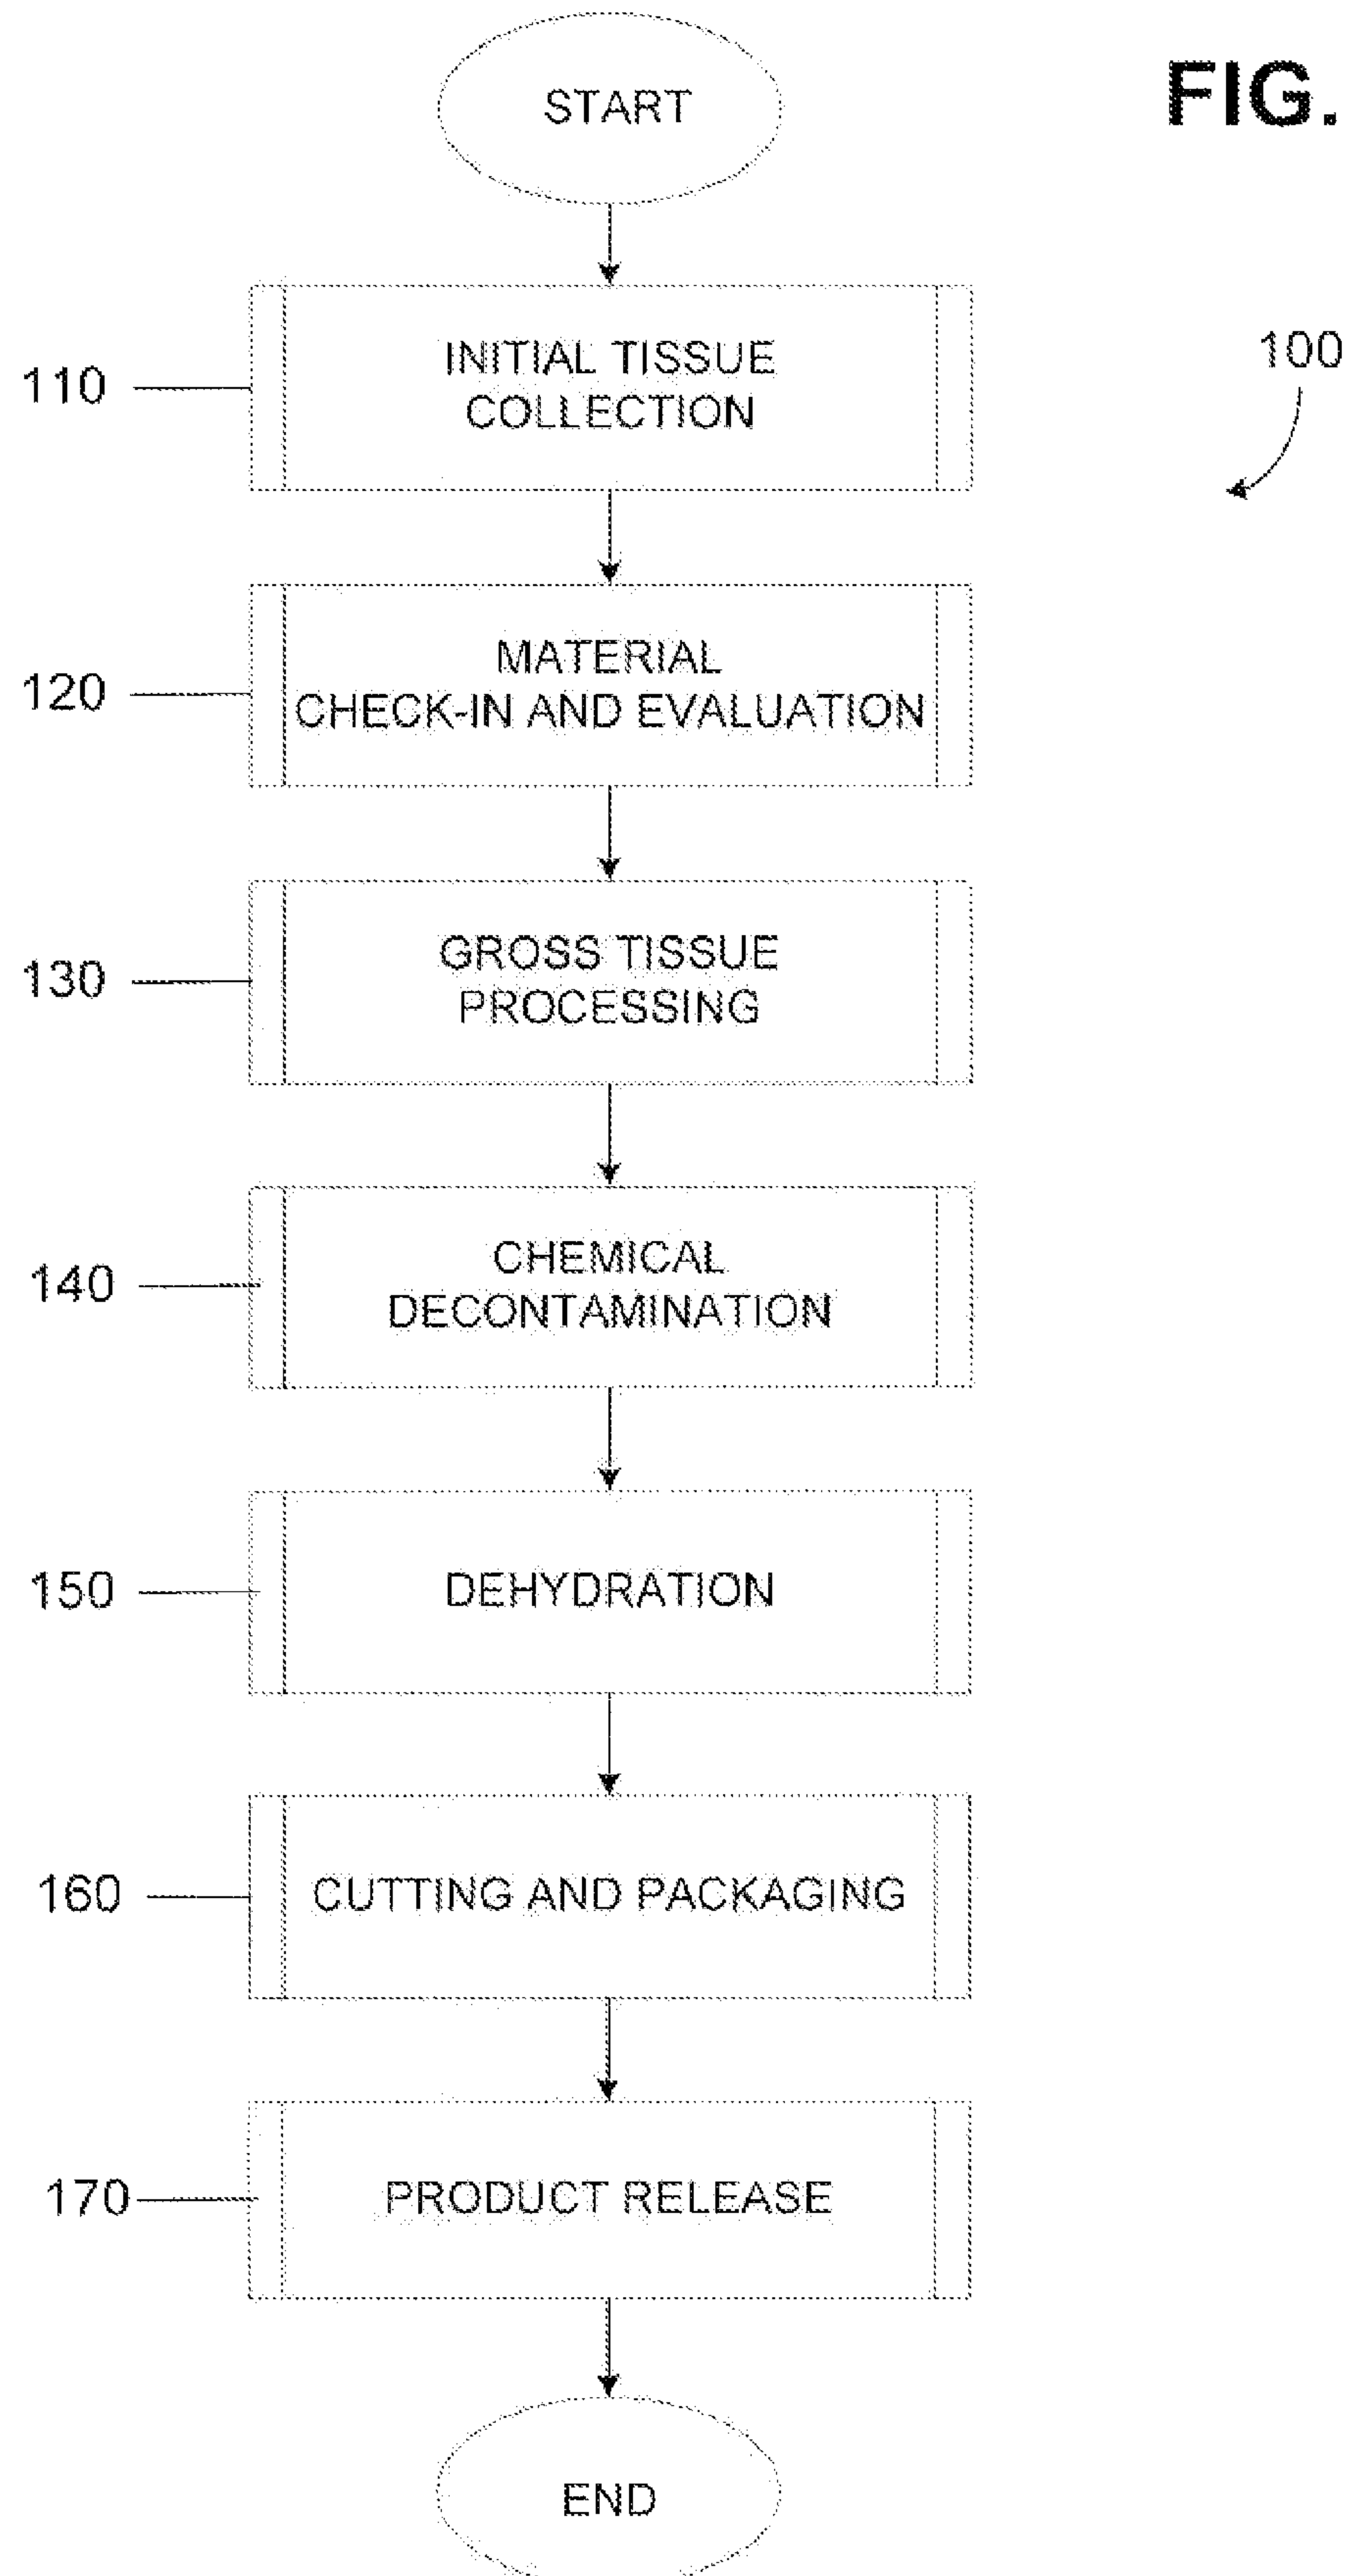 FIG.
START
100
110
INITIAL TISSUE
COLLECTION
120
MATERIAL
CHECK-IN AND EVALUATION
130
GROSS TISSUE
PROCESSING
140
CHEMICAL
DECONTAMINATION
150
DEHYDRATION
160
CUTTING AND PACKAGING
170
PRODUCT RELEASE
END